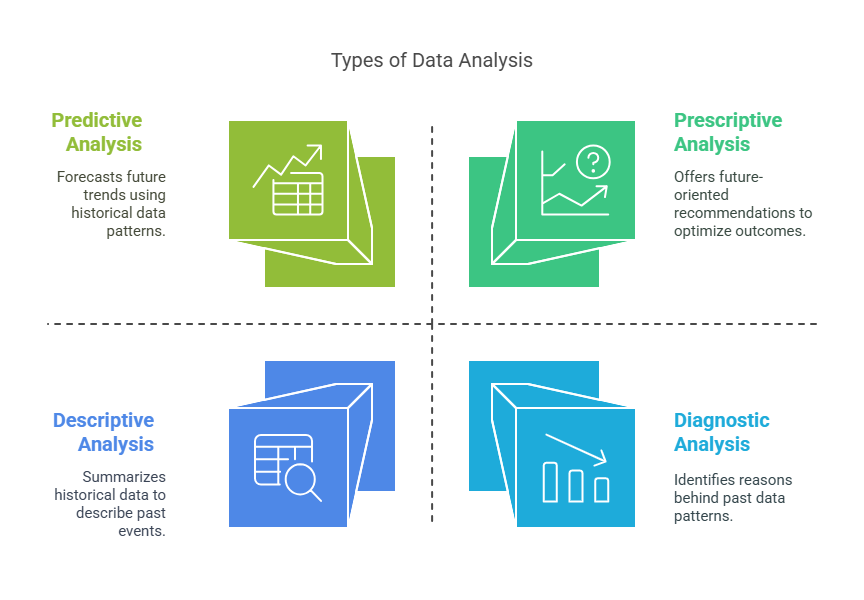 Types of Data Analysis
Predictive
Analysis
Forecasts future
trends using
historical data
patterns.
Prescriptive
Analysis
Offers future-
oriented
recommendations to
optimize outcomes.
?
Descriptive
Analysis
Summarizes
historical data to
describe past
events.
Diagnostic
Analysis
Identifies reasons
behind past data
patterns.